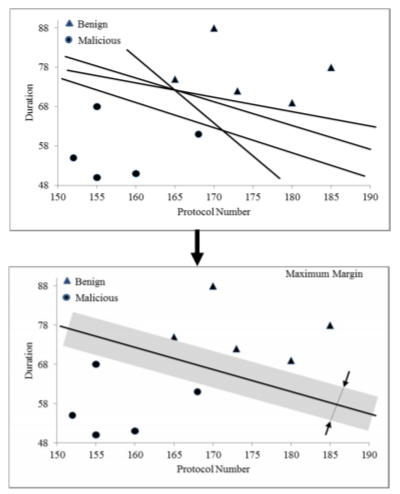 88
Benign
Malicious
78
68
58
48
Duration
150 155 160 165 170 175 180 185 190
Protocol Number
Maximum Margin
88
Benign
Malicious
78
68
58
48
Duration
150 155 160 165 170 175 180 185 190
Protocol Number